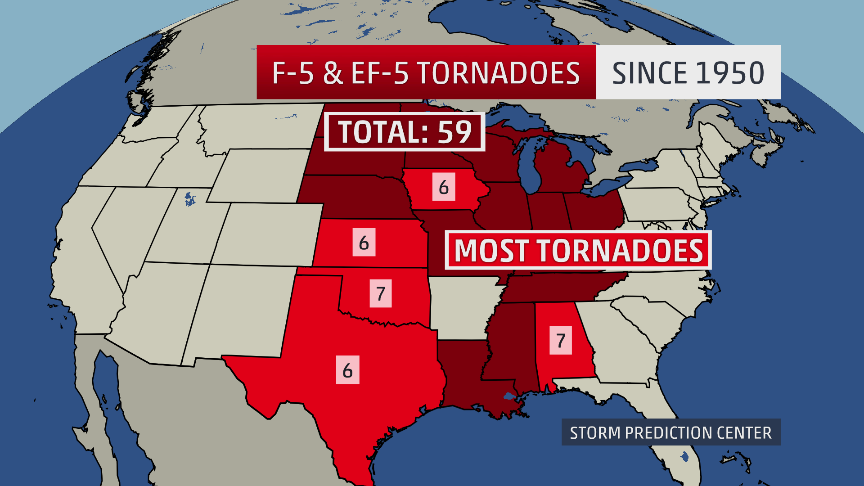 F-5 & EF-5 TORNADOES SINCE 1950
TOTAL: 59
6
6
MOST TORNADOES
7
7
6
STORM PREDICTION CENTER